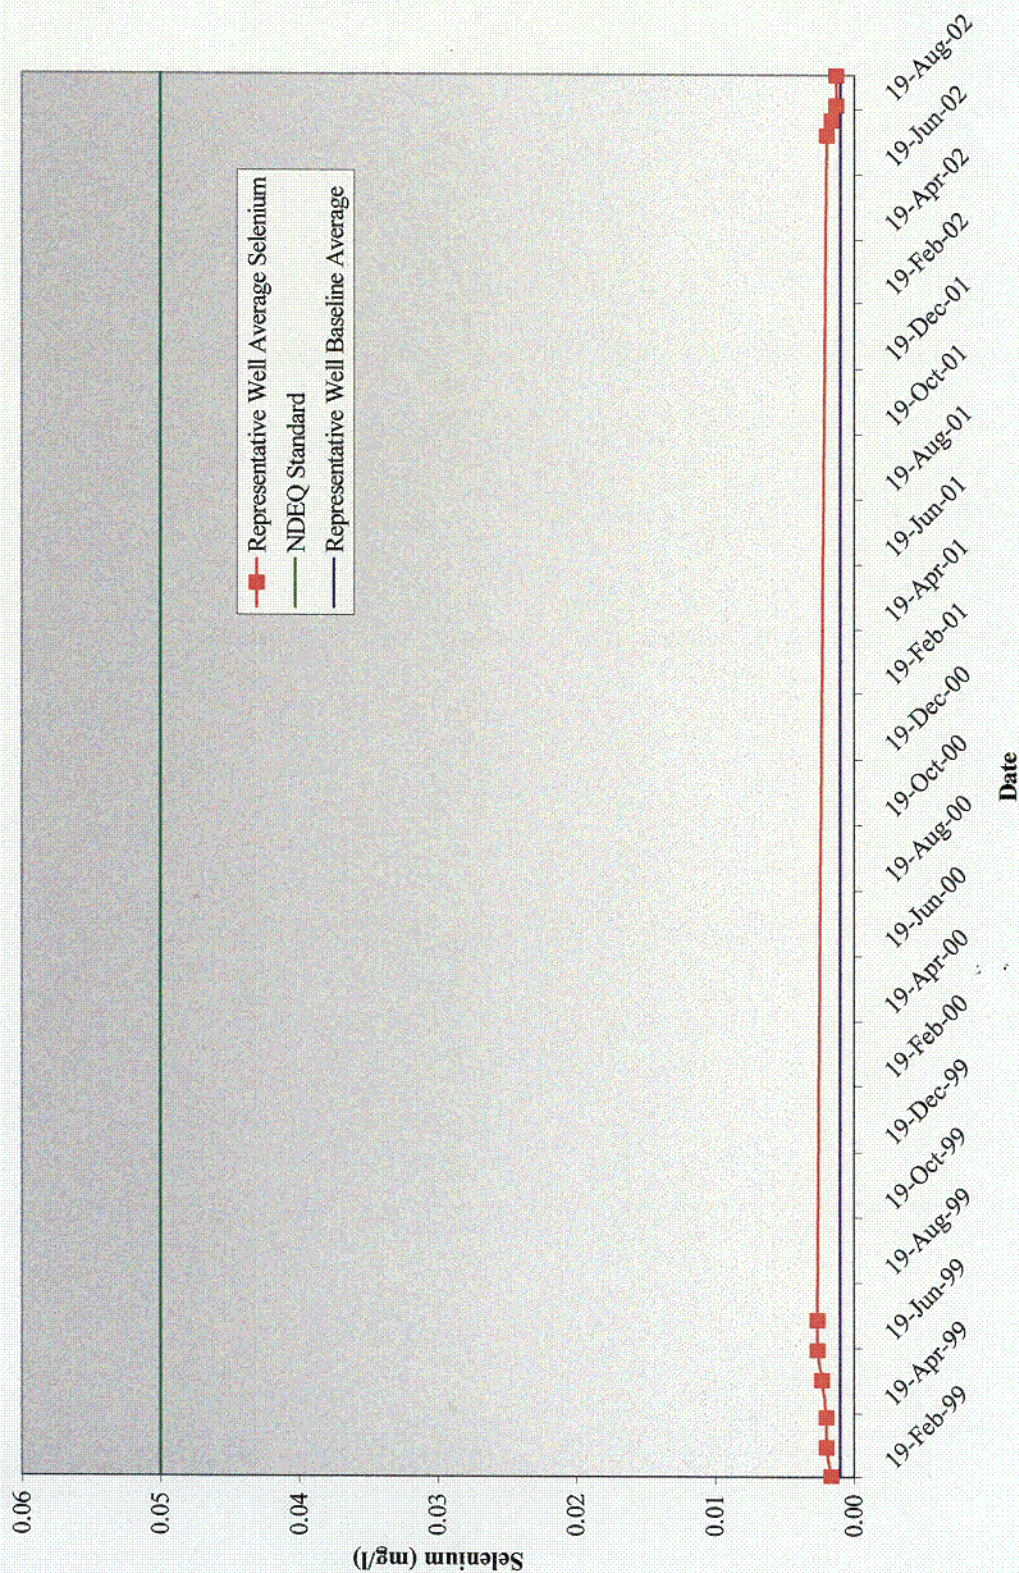 0.06
0.05
0.04
0.03
0.02
0.01
0.00
Selenium (mg/l)
Representative Well Average Selenium
NDEQ Standard
Representative Well Baseline Average
19-Feb-99
19-Apr-99
19-Jun-99
19-Aug-99
19-Oct-99
19-Dec-99
19-Feb-00
19-Apr-00
19-Jun-00
19-Aug-00
19-Oct-00
19-Dec-00
19-Feb-01
19-Apr-01
19-Jun-01
19-Aug-01
19-Oct-01
19-Dec-01
19-Feb-02
19-Apr-02
19-Jun-02
19-Aug-02
Date